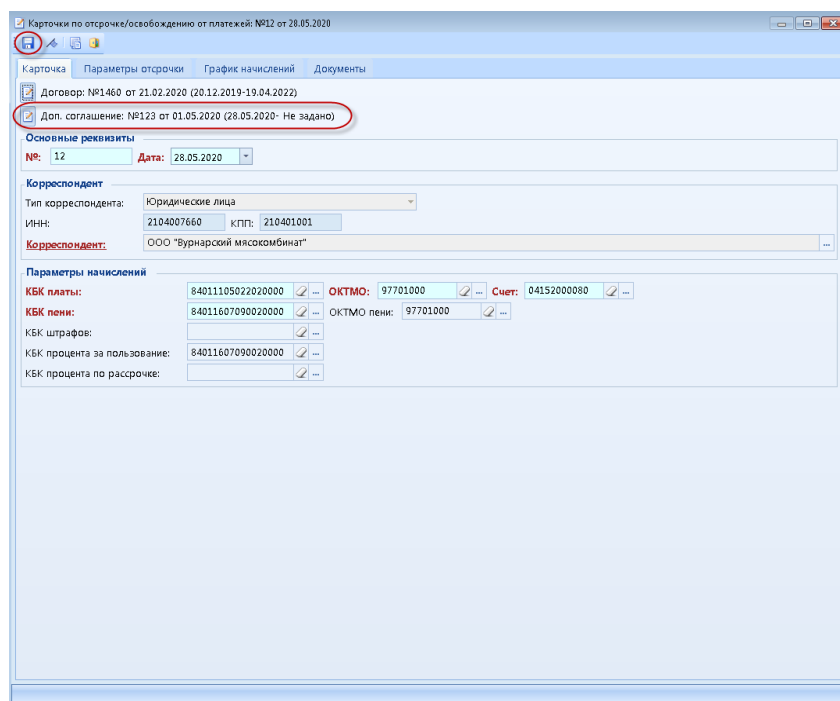 Карточки по отсрочке/освобождению от платежей: №12 от 28.05.2020
Карточка Параметры отсрочки График начислений Документы
Договор: №1460 от 21.02.2020 (20.12.2019-19.04.2022)
Доп. соглашение: №123 от 01.05.2020 (28.05.2020- Не задано)
Основные реквизиты
№: 12 Дата: 28.05.2020
Корреспондент
Тип корреспондента: Юридические лица
ИНН: 2104007660 КПП: 210401001
Корреспондент: ООО "Вурнарский мясокомбинат" ...
Параметры начислений
КБК платы: 84011105022020000 ... ОКТМО: 97701000 ... Счет: 04152000080 ...
КБК пени: 84011607090020000 ... ОКТМО пени: 97701000 ...
КБК штрафов: ...
КБК процента за пользование: 84011607090020000 ...
КБК процента по рассрочке: ...